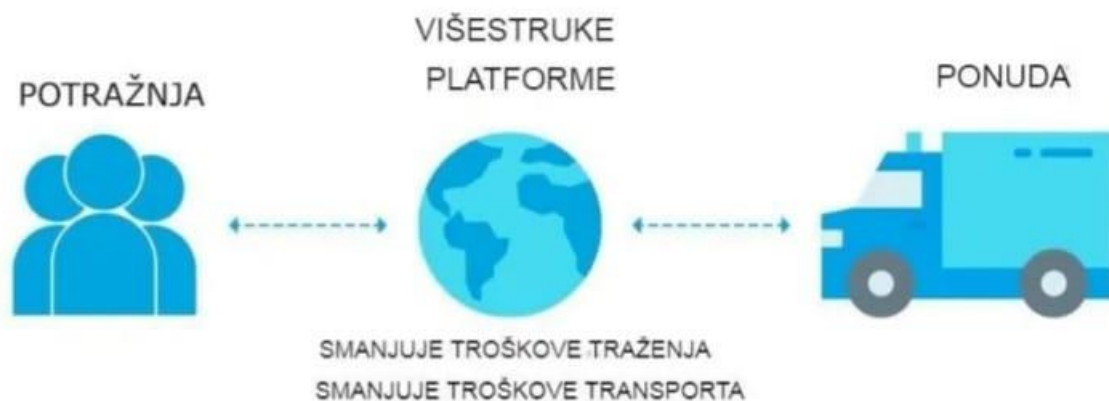 VIŠESTRUKE
PLATFORME
POTRAŽNJA
PONUDA
SMANJUJE TROŠKOVE TRAŽENJA
SMANJUJE TROŠKOVE TRANSPORTA